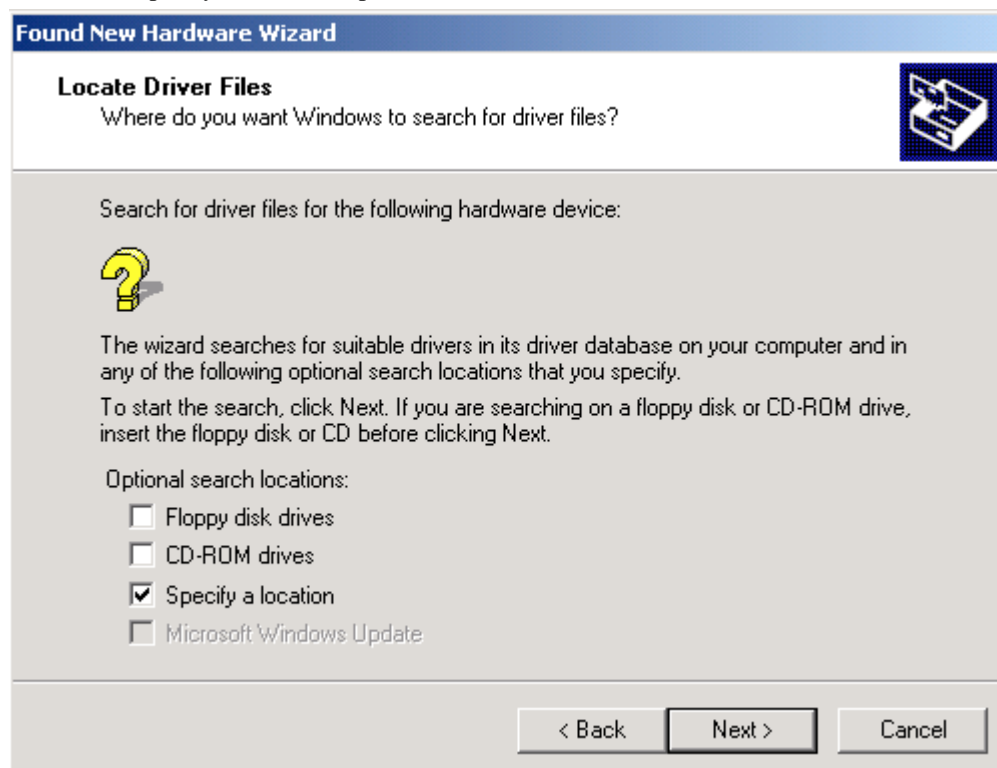 Found New Hardware Wizard
Locate Driver Files
Where do you want Windows to search for driver files?
Search for driver files for the following hardware device:
The wizard searches for suitable drivers in its driver database on your computer and in
any of the following optional search locations that you specify.
To start the search, click Next. If you are searching on a floppy disk or CD-ROM drive,
insert the floppy disk or CD before clicking Next.
Optional search locations:
Floppy disk drives
CD-ROM drives
Specify a location
Microsoft Windows Update
< Back Next > Cancel